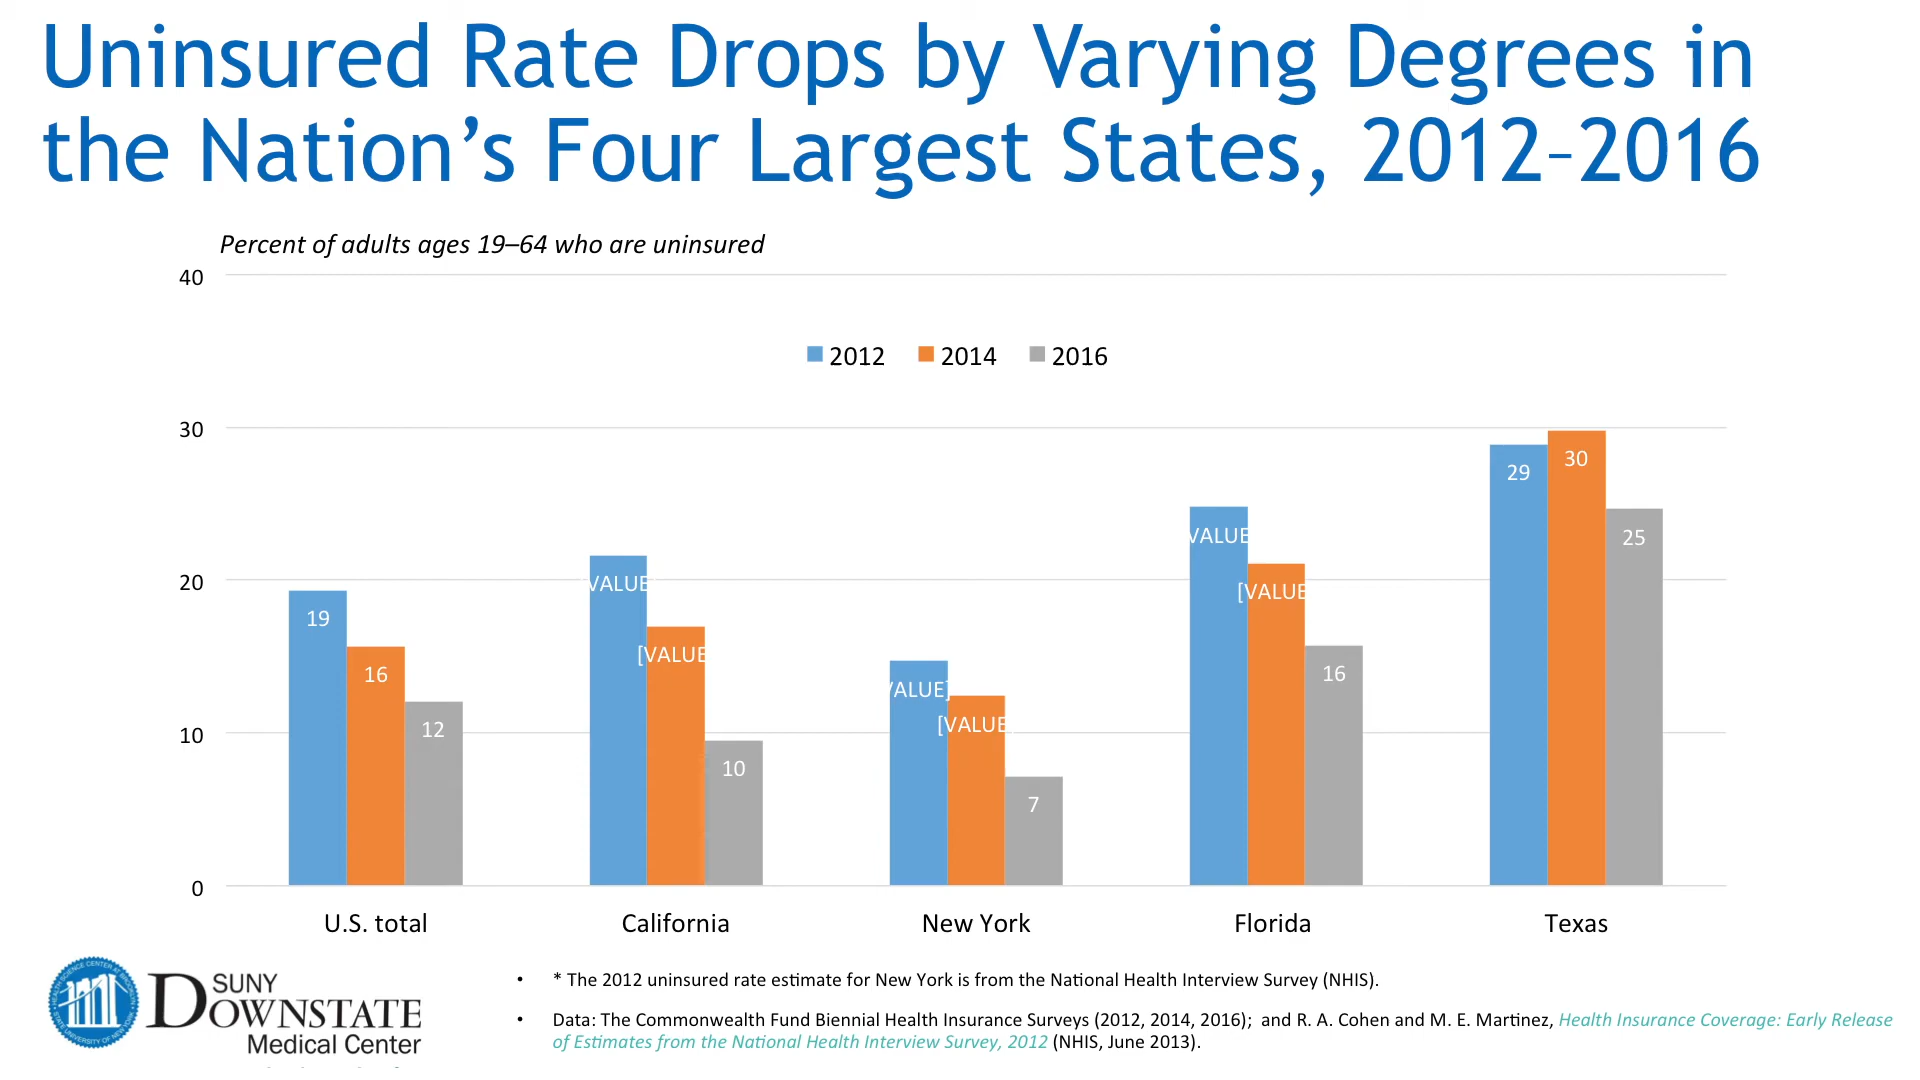 Uninsured Rate Drops by Varying Degrees in
the Nation’s Four Largest States, 2012–2016
Percent of adults ages 19–64 who are uninsured
40
2012 2014 2016
30
20
10
0
19
16
12
VALUE
[VALUE
10
VALUE]
[VALUE
7
VALUE
[VALUE
16
29
30
25
U.S. total California New York Florida Texas
SUNY
DOWNSTATE
Medical Center
• * The 2012 uninsured rate estimate for New York is from the National Health Interview Survey (NHIS).
• Data: The Commonwealth Fund Biennial Health Insurance Surveys (2012, 2014, 2016); and R. A. Cohen and M. E. Martinez, Health Insurance Coverage: Early Release
of Estimates from the National Health Interview Survey, 2012 (NHIS, June 2013).